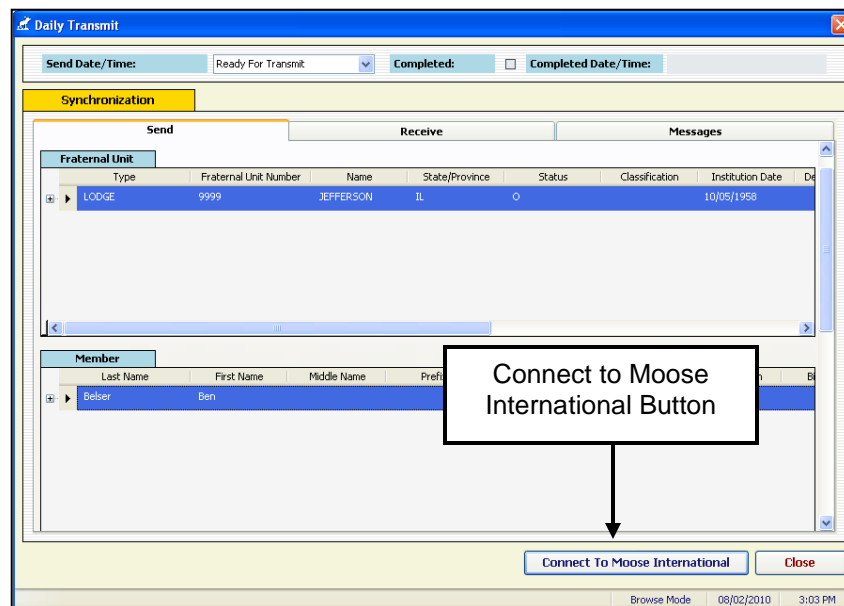 Daily Transmit
Send Date/Time: Ready For Transmit Completed: Completed Date/Time:
Synchronization
Send Receive Messages
Fraternal Unit
Type Fraternal Unit Number Name State/Province Status Classification Institution Date De
LODGE 9999 JEFFERSON IL O 10/05/1958
Member
Last Name First Name Middle Name Prefi n Bi
Belser Ben
Connect to Moose
International Button
Connect To Moose International Close
Browse Mode 08/02/2010 3:03 PM